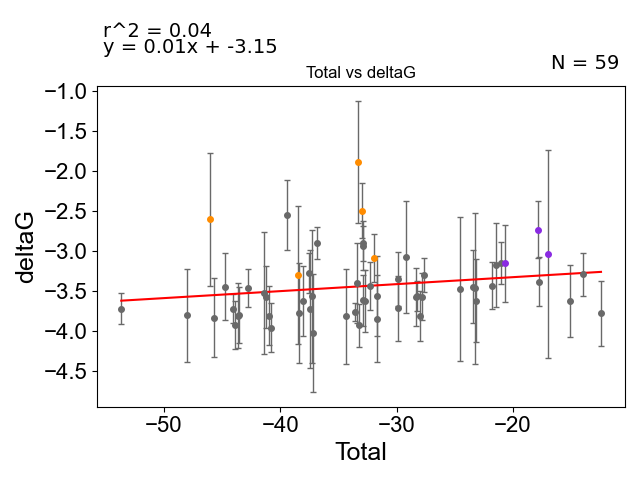 r^2 = 0.04
y = 0.01x + -3.15
N = 59
Total vs deltaG
−1.0
−1.5
−2.0
−2.5
−3.0
−3.5
−4.0
−4.5
deltaG
−50
−40
−30
−20
Total